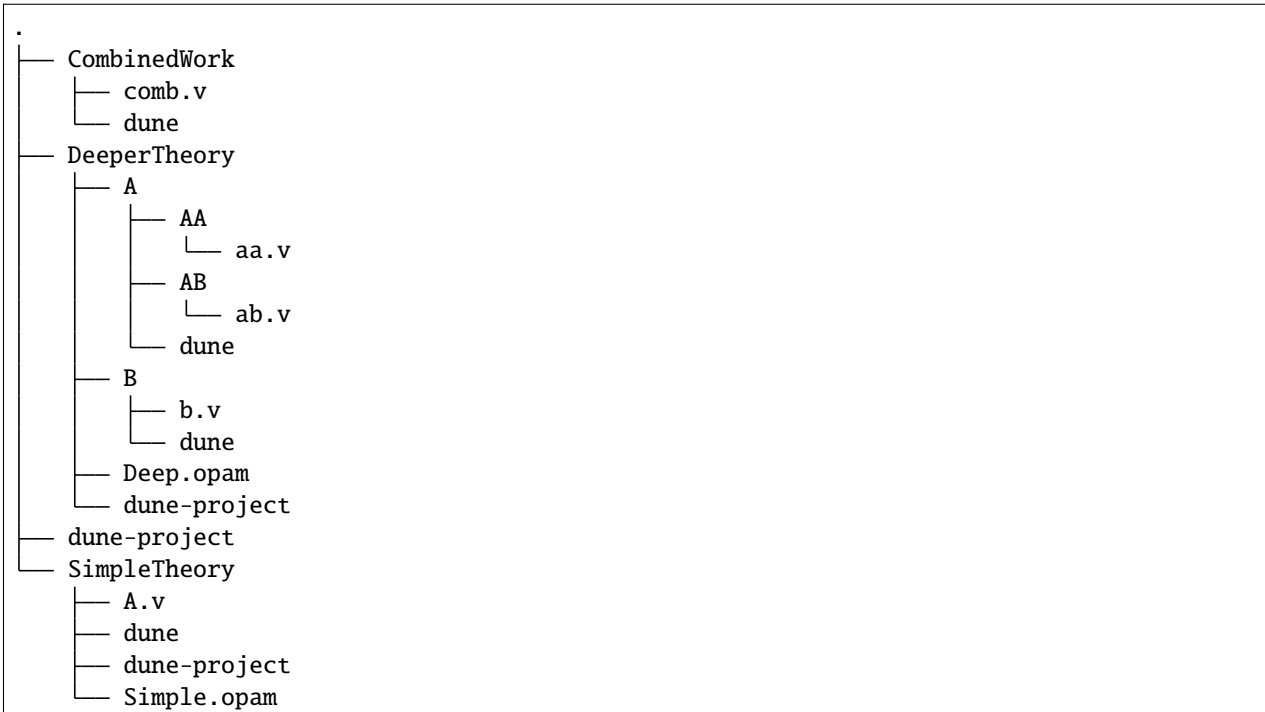 .
├── CombinedWork
│   ├── comb.v
│   └── dune
├── DeeperTheory
│   ├── A
│   │   ├── AA
│   │   │   └── aa.v
│   │   ├── AB
│   │   │   └── ab.v
│   │   └── dune
│   ├── B
│   │   ├── b.v
│   │   └── dune
│   ├── Deep.opam
│   └── dune-project
├── dune-project
└── SimpleTheory
    ├── A.v
    ├── dune
    ├── dune-project
    └── Simple.opam